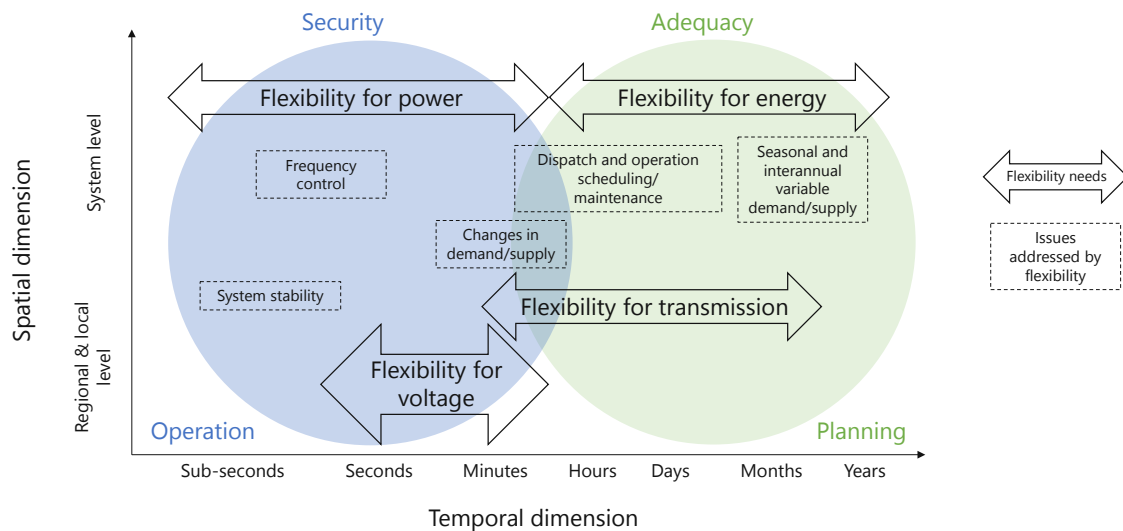 Security
Adequacy
Flexibility for power
Flexibility for energy
Frequency
control
Dispatch and operation
scheduling/
maintenance
Seasonal and
interannual
variable
demand/supply
Changes in
demand/supply
System stability
Flexibility for transmission
Flexibility for
voltage
Operation
Planning
Spatial dimension
System level
Regional & local
level
Sub-seconds
Seconds
Minutes
Hours
Days
Months
Years
Temporal dimension
Flexibility needs
Issues
addressed by
flexibility